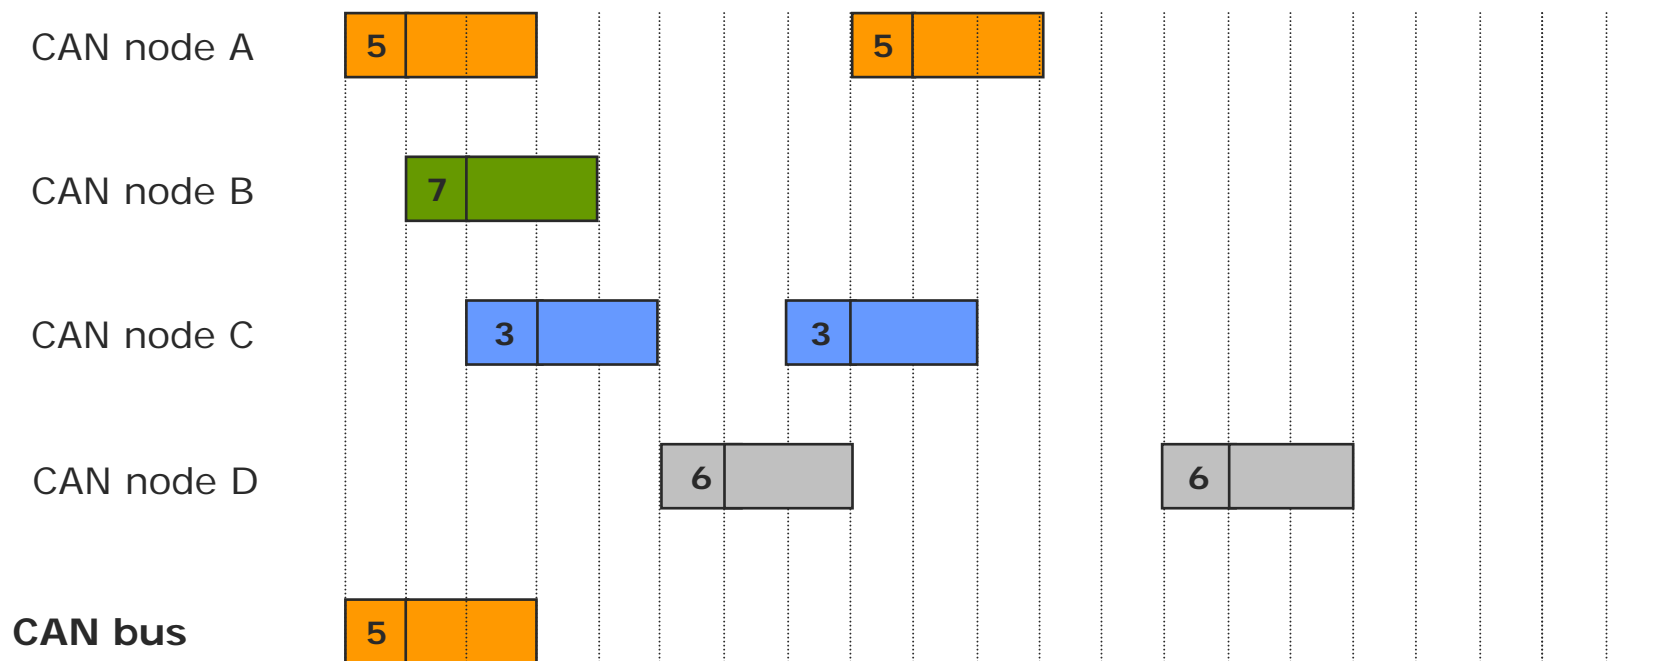 CAN node A 5 5
CAN node B 7
CAN node C 3 3
CAN node D 6 6
CAN bus 5